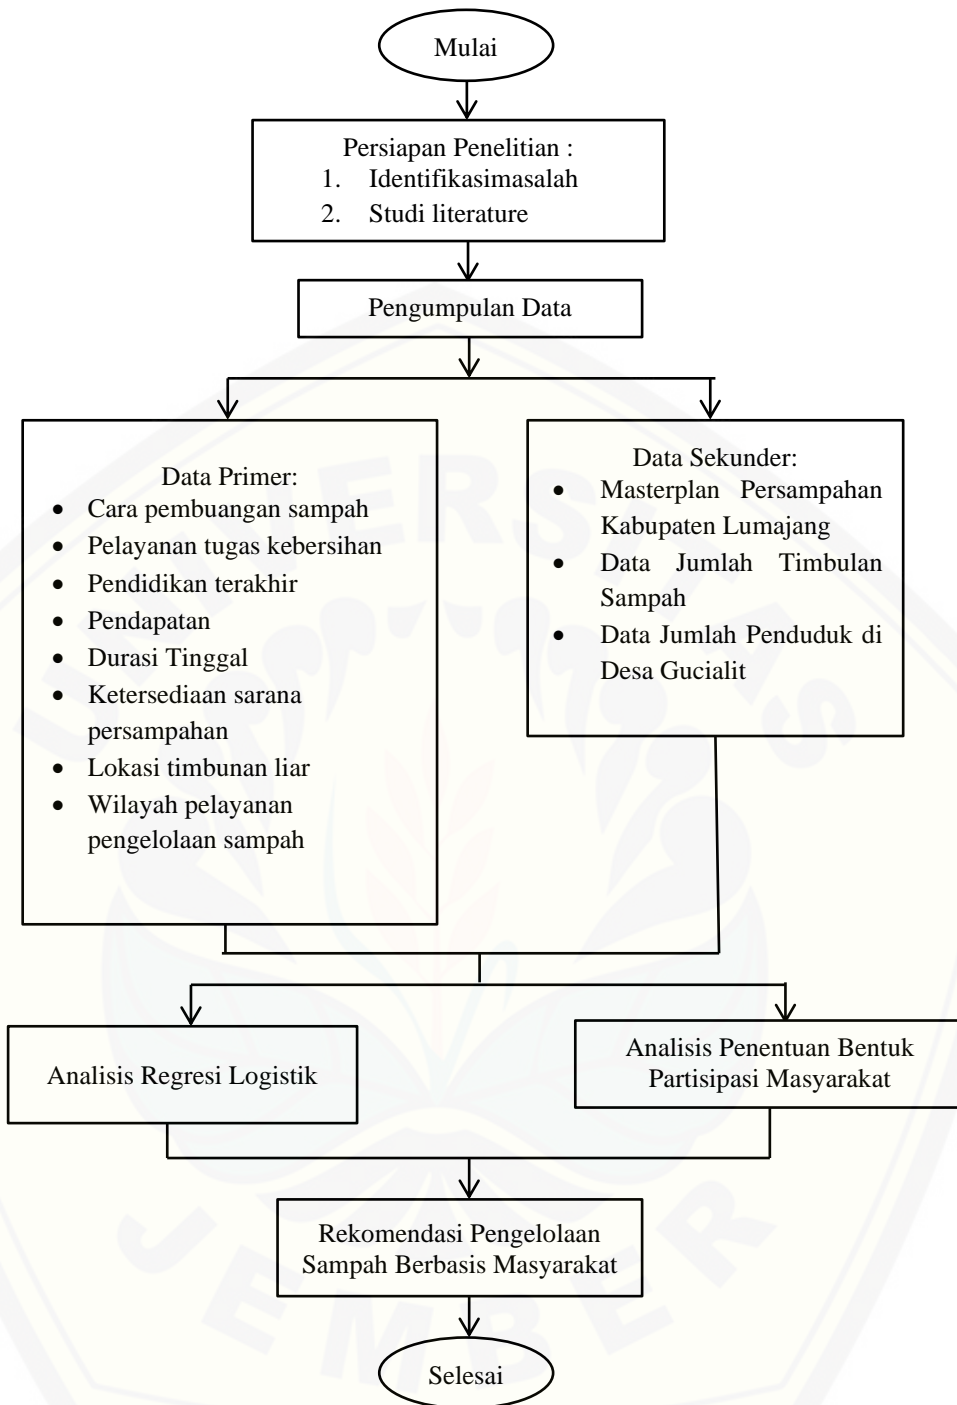 Mulai
Persiapan Penelitian :
1. Identifikasimasalah
2. Studi literature
Pengumpulan Data
Data Primer:
• Cara pembuangan sampah
• Pelayanan tugas kebersihan
• Pendidikan terakhir
• Pendapatan
• Durasi Tinggal
• Ketersediaan sarana
persampahan
• Lokasi timbunan liar
• Wilayah pelayanan
pengelolaan sampah
Data Sekunder:
• Masterplan Persampahan
Kabupaten Lumajang
• Data Jumlah Timbulan
Sampah
• Data Jumlah Penduduk di
Desa Gucialit
Analisis Regresi Logistik
Analisis Penentuan Bentuk
Partisipasi Masyarakat
Rekomendasi Pengelolaan
Sampah Berbasis Masyarakat
Selesai
UNIVERSITAS
JEMBER